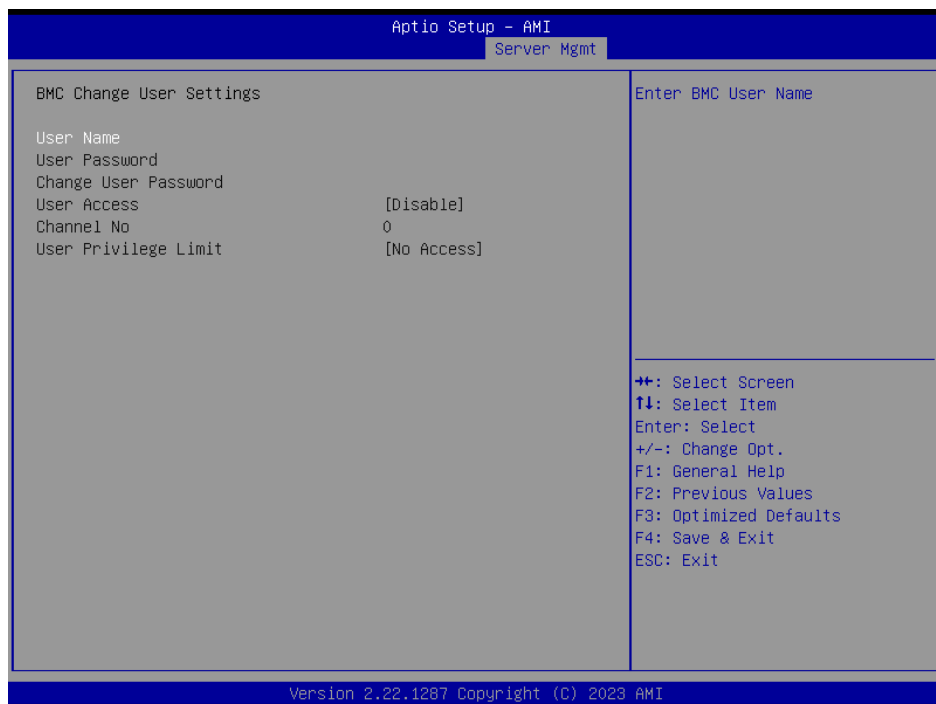 Aptio Setup – AMI
Server Mgmt
BMC Change User Settings
User Name
User Password
Change User Password
User Access [Disable]
Channel No 0
User Privilege Limit [No Access]
Enter BMC User Name
→←: Select Screen
↑↓: Select Item
Enter: Select
+/-: Change Opt.
F1: General Help
F2: Previous Values
F3: Optimized Defaults
F4: Save & Exit
ESC: Exit
Version 2.22.1287 Copyright (C) 2023 AMI